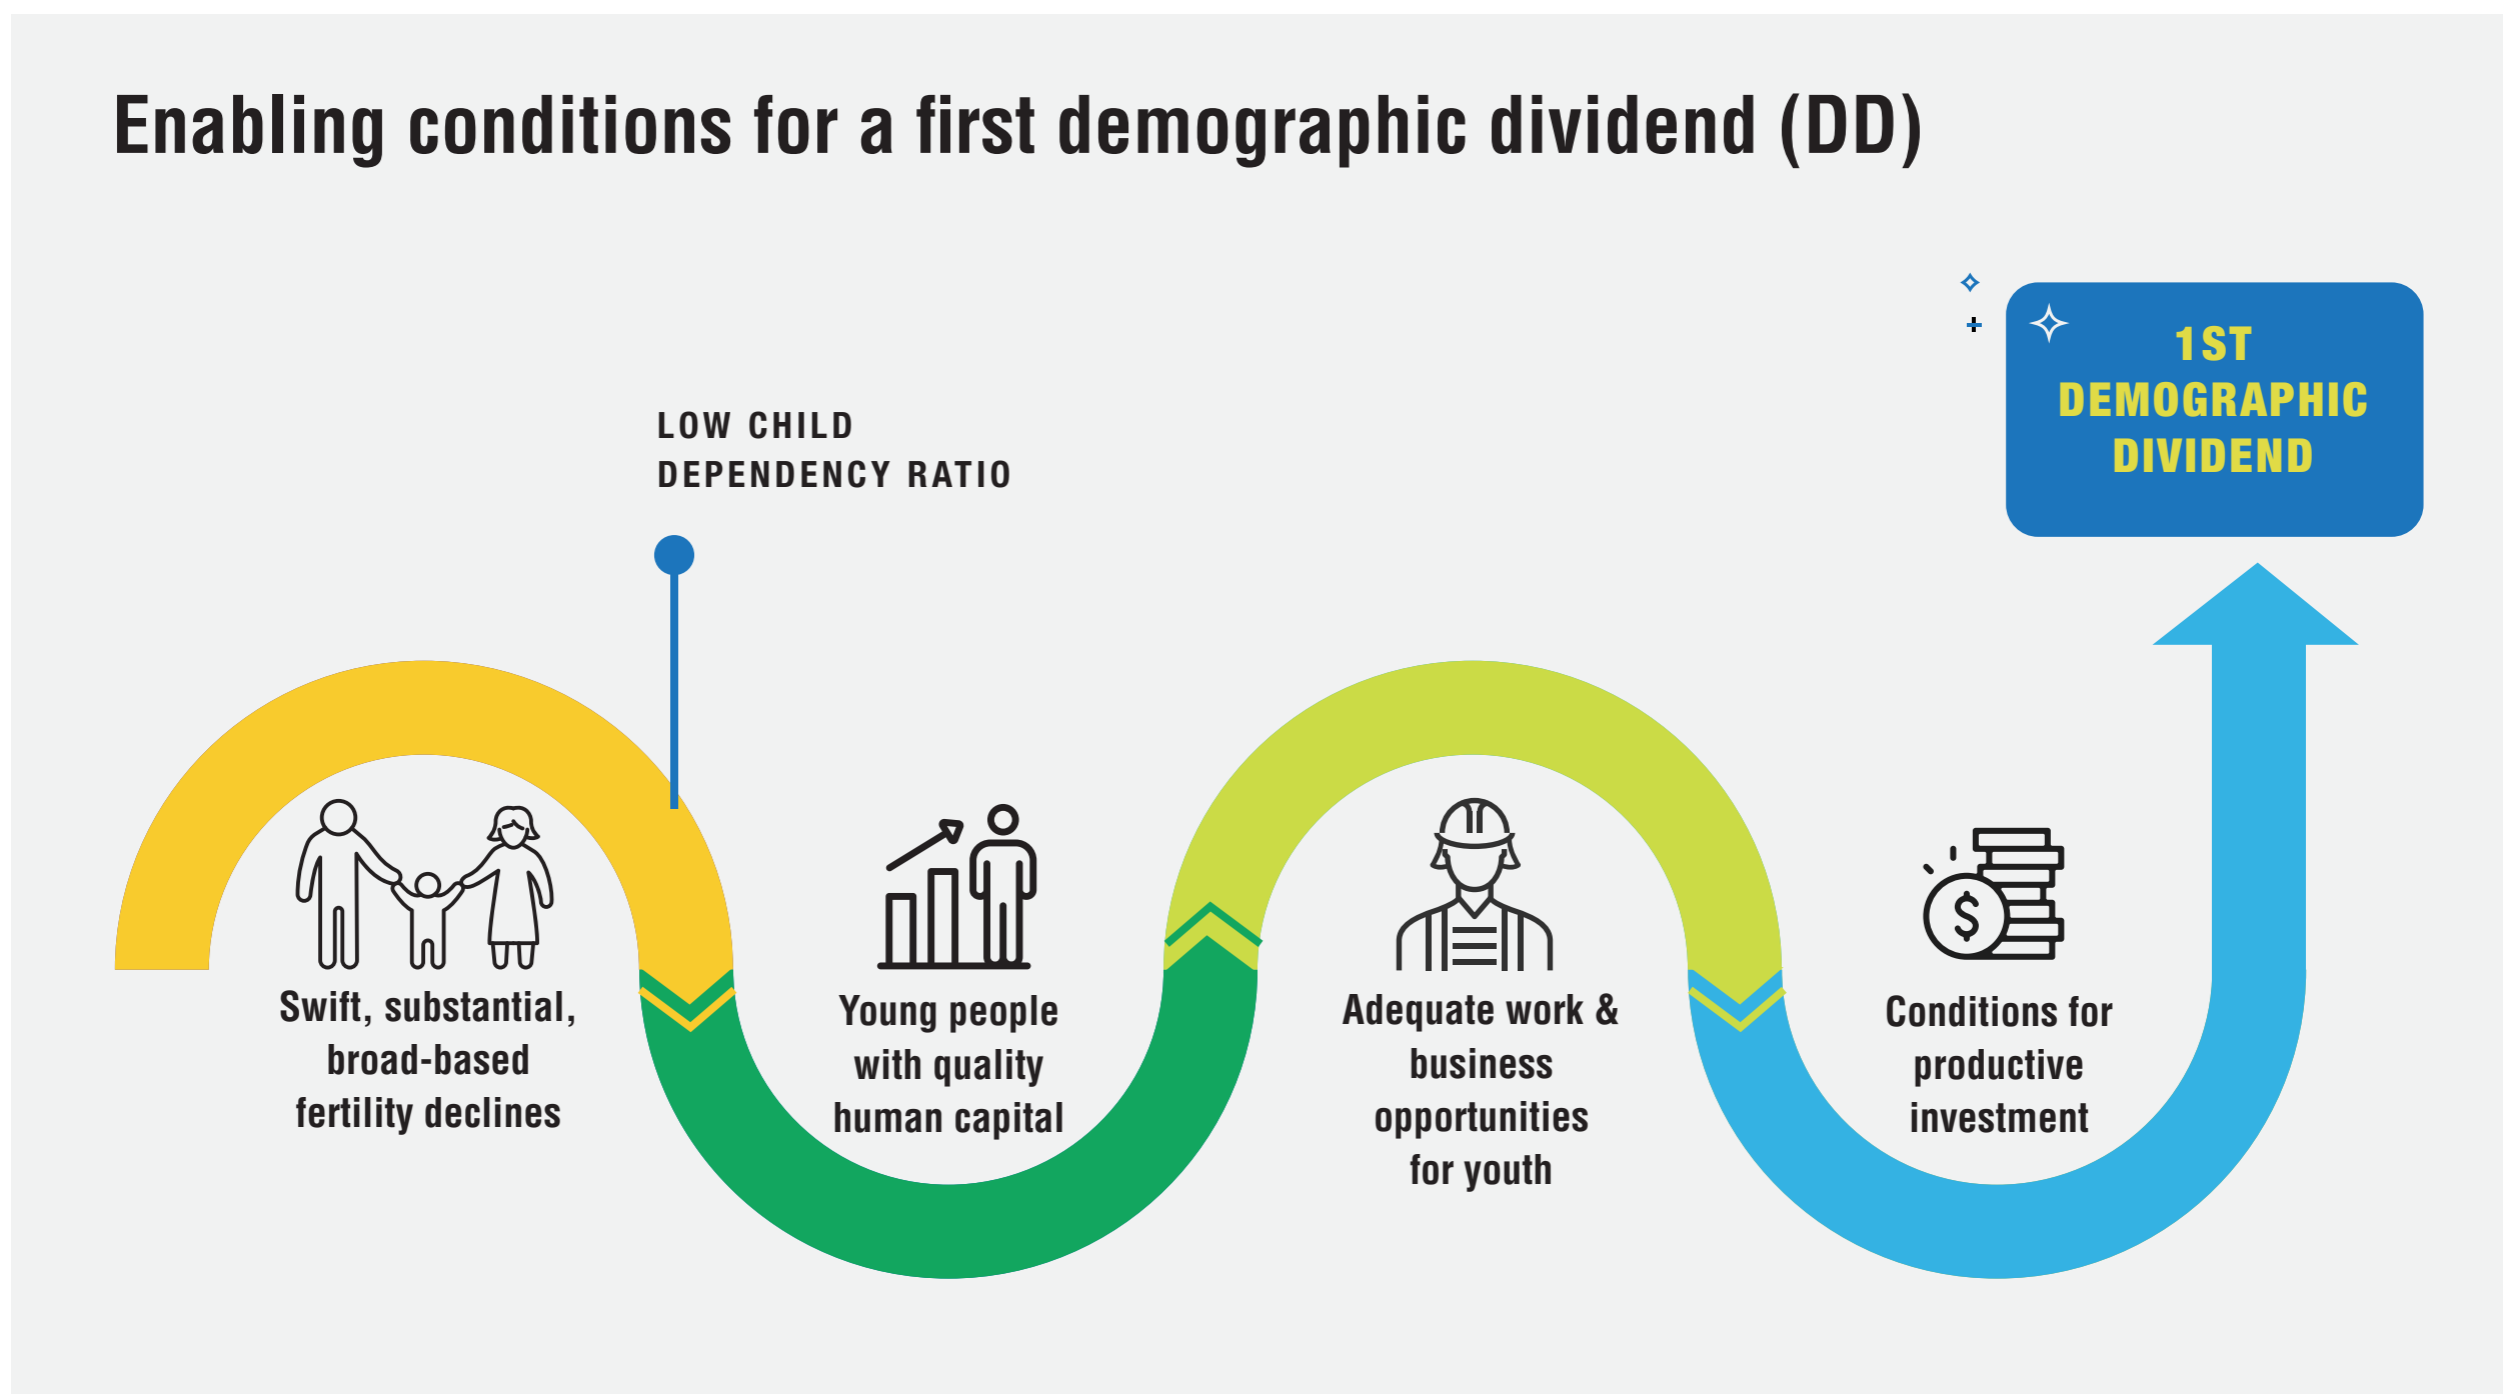 Enabling conditions for a first demographic dividend (DD)
1ST
DEMOGRAPHIC
DIVIDEND
LOW CHILD
DEPENDENCY RATIO
Swift, substantial,
broad-based
fertility declines
Young people
with quality
human capital
Adequate work &
business
opportunities
for youth
$
Conditions for
productive
investment